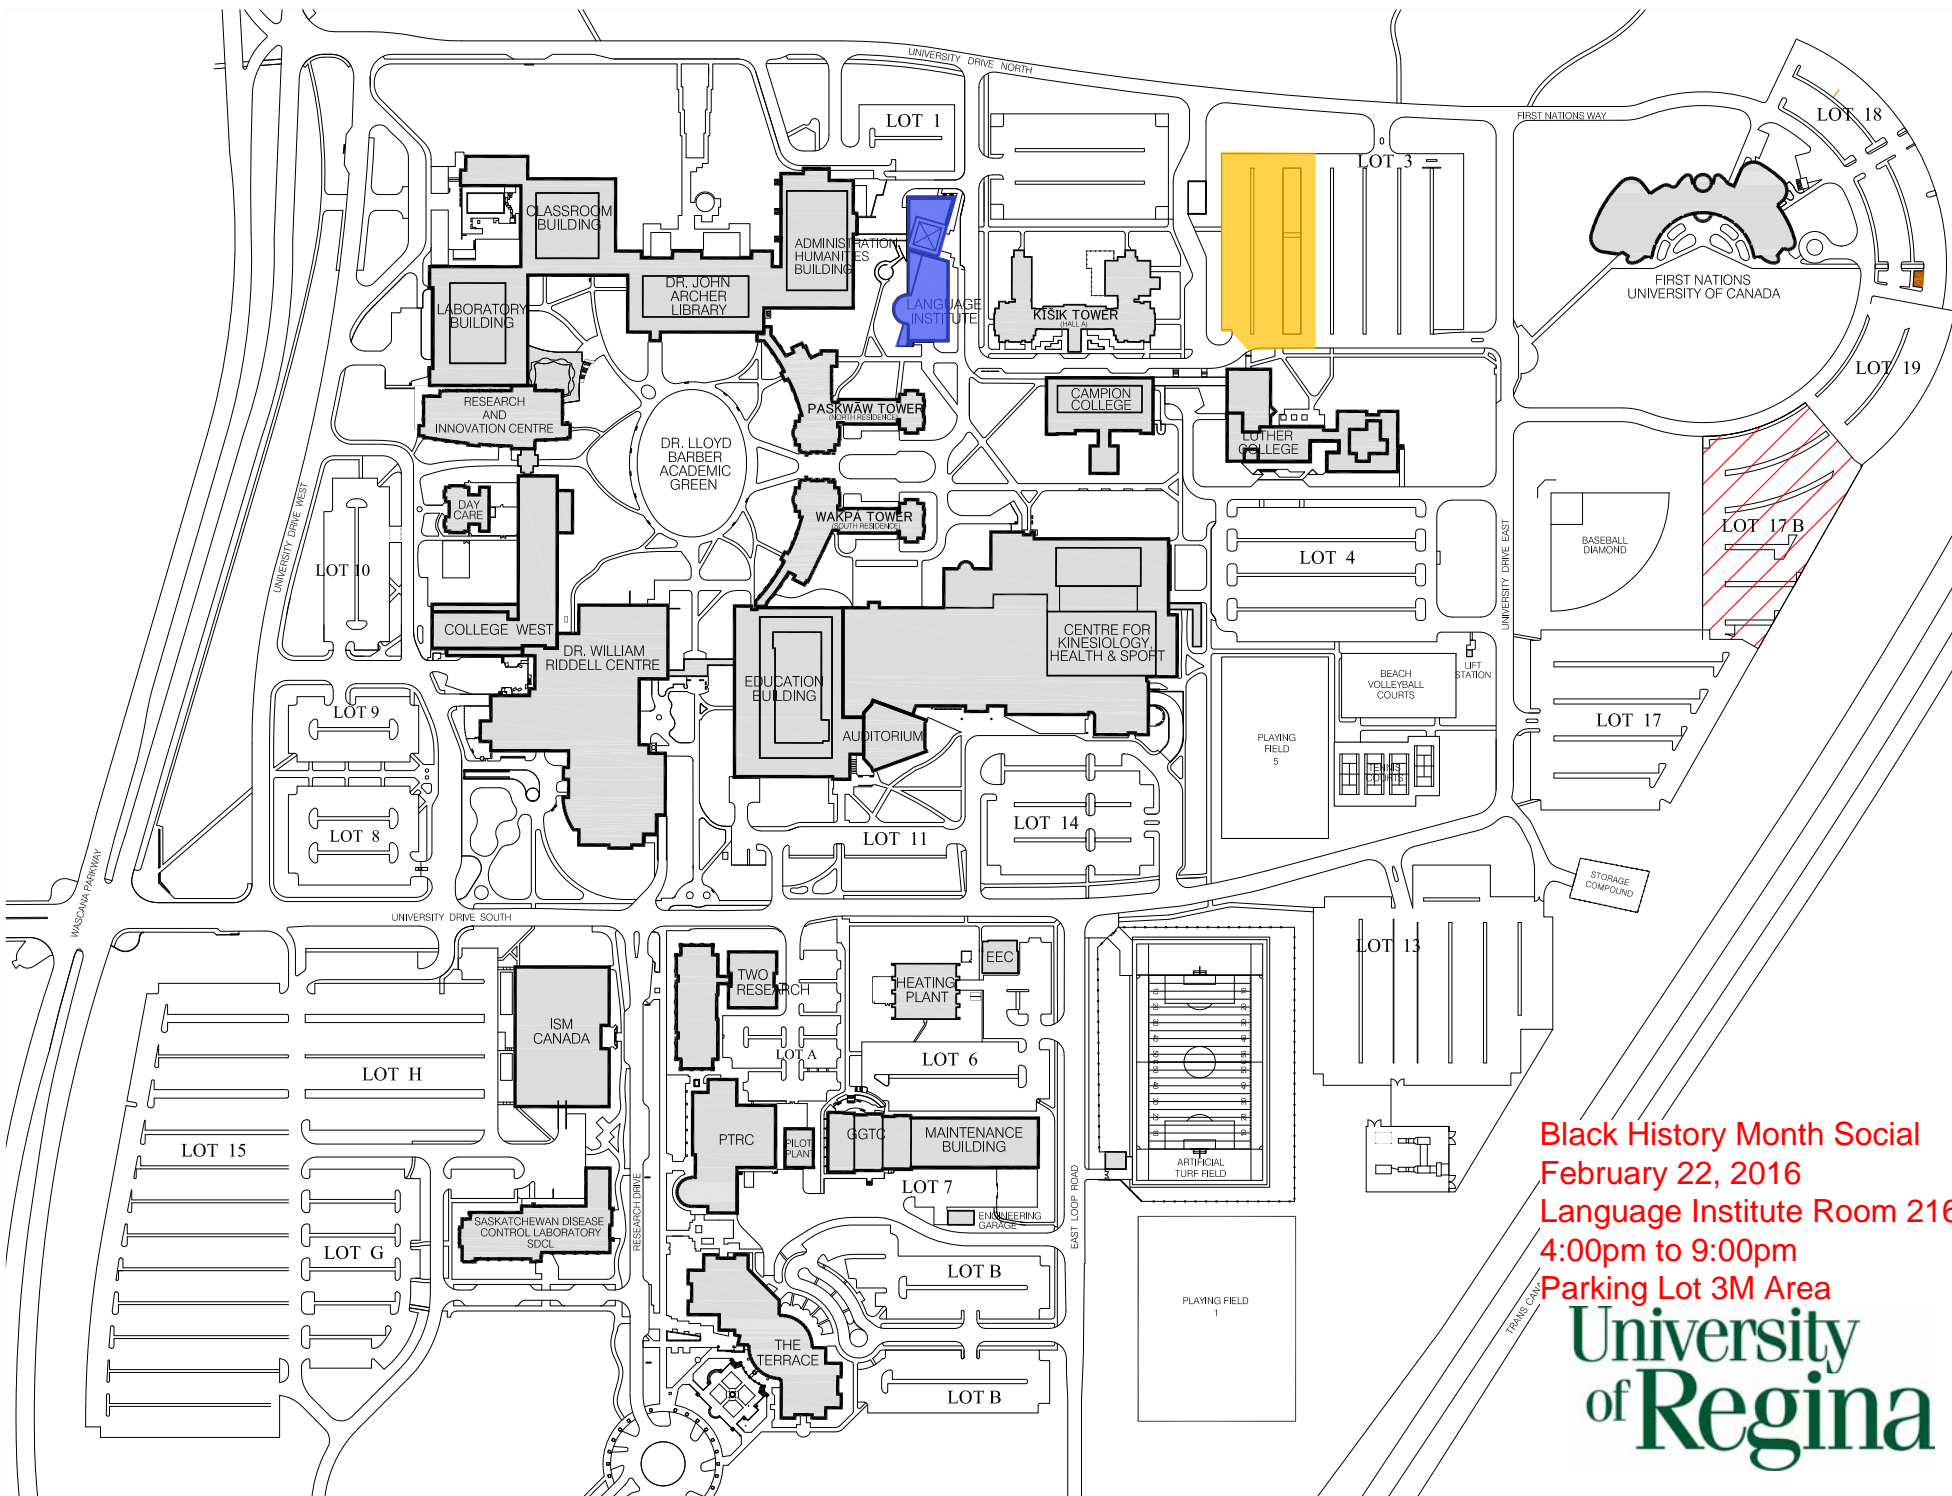 UNIVERSITY DRIVE NORTH
LOT 1
LOT 3
FIRST NATIONS WAY
LOT 18
CLASSROOM
BUILDING
ADMINISTRATION
HUMANITIES
BUILDING
DR. JOHN
ARCHER
LIBRARY
LABORATORY
BUILDING
LANGUAGE
INSTITUTE
KĪŠIK TOWER
(HALL A)
FIRST NATIONS
UNIVERSITY OF CANADA
LOT 19
RESEARCH
AND
INNOVATION CENTRE
PASKWĀW TOWER
(NORTH RESIDENCE)
CAMPION
COLLEGE
LUTHER
COLLEGE
DR. LLOYD
BARBER
ACADEMIC
GREEN
DAY
CARE
WAKPÁ TOWER
(SOUTH RESIDENCE)
UNIVERSITY DRIVE WEST
LOT 10
LOT 4
UNIVERSITY DRIVE EAST
BASEBALL
DIAMOND
LOT 17 B
COLLEGE WEST
DR. WILLIAM
RIDDELL CENTRE
CENTRE FOR
KINESIOLOGY,
HEALTH & SPORT
EDUCATION
BUILDING
AUDITORIUM
BEACH
VOLLEYBALL
COURTS
LIFT
STATION
LOT 17
LOT 9
PLAYING
FIELD
5
TENNIS
COURTS
LOT 8
LOT 11
LOT 14
STORAGE
COMPOUND
WASCANA PARKWAY
UNIVERSITY DRIVE SOUTH
LOT 13
TWO
RESEARCH
HEATING
PLANT
EEC
ISM
CANADA
LOT A
LOT 6
LOT H
LOT 15
PTRC
PILOT
PLANT
GGTC
MAINTENANCE
BUILDING
ARTIFICIAL
TURF FIELD
LOT 7
ENGINEERING
GARAGE
EAST LOOP ROAD
RESEARCH DRIVE
SASKATCHEWAN DISEASE
CONTROL LABORATORY
SDCL
LOT G
LOT B
THE
TERRACE
LOT B
PLAYING FIELD
1
TRANS CAN
Black History Month Social
February 22, 2016
Language Institute Room 216
4:00pm to 9:00pm
Parking Lot 3M Area
University
of Regina